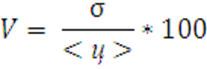 V = σ / < y > * 100